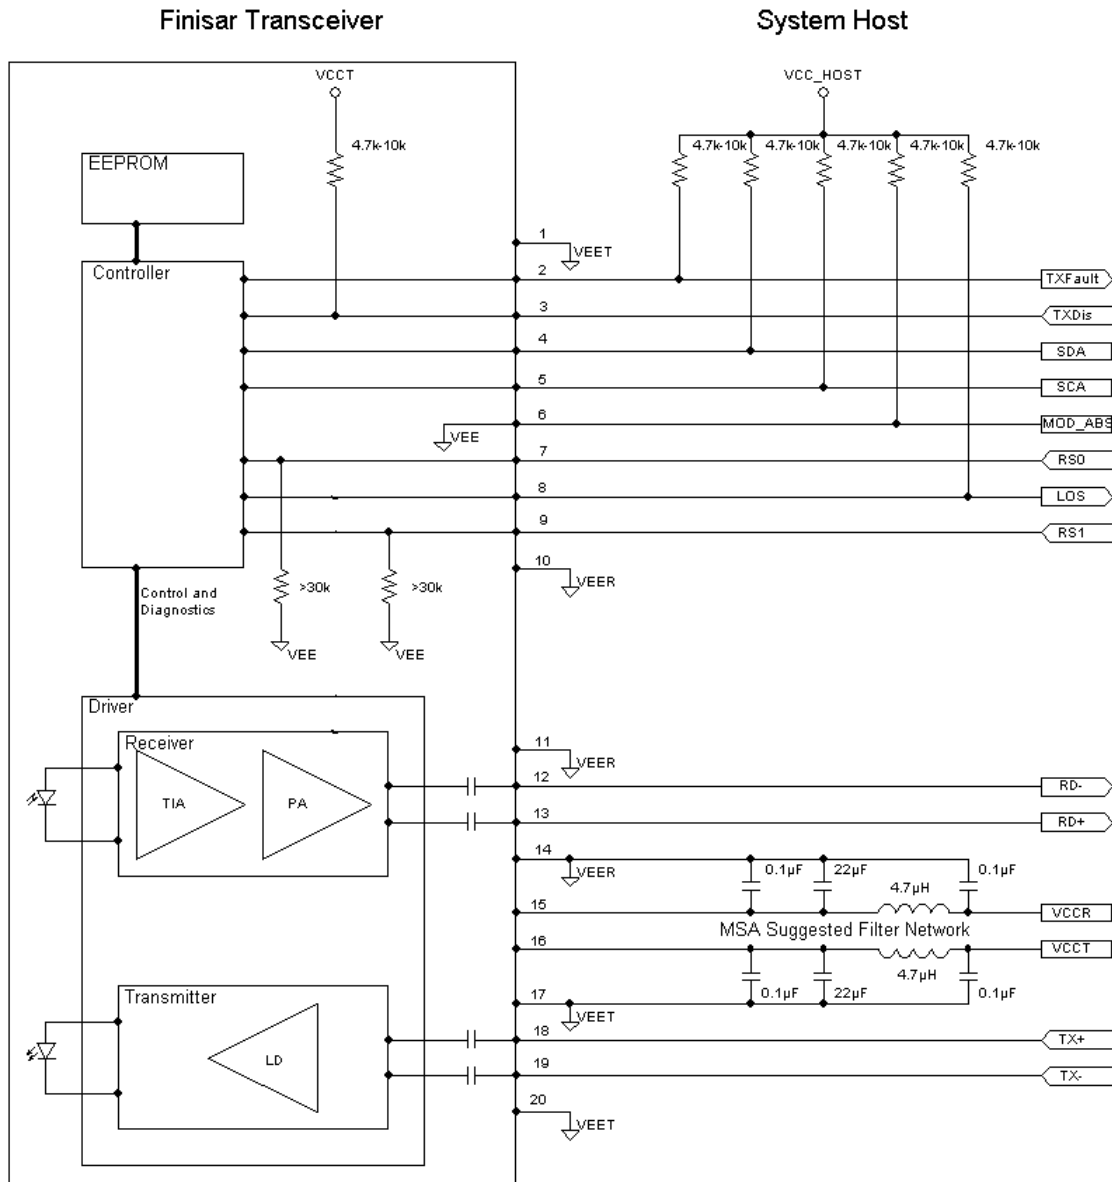 Finisar Transceiver
System Host
VCCT
VCC_HOST
4.7k-10k
4.7k-10k
4.7k-10k
4.7k-10k
4.7k-10k
4.7k-10k
EEPROM
1
VEET
Controller
2
TXFault
3
TXDis
4
SDA
5
SCA
6
VEE
MOD_ABS
7
RS0
8
LOS
9
RS1
10
VEER
Control and
Diagnostics
>30k
>30k
VEE
VEE
Driver
Receiver
TIA
PA
11
VEER
12
RD-
13
RD+
14
VEER
0.1µF
22µF
4.7µH
0.1µF
15
VCCR
MSA Suggested Filter Network
16
VCCT
4.7µH
17
VEET
0.1µF
22µF
0.1µF
Transmitter
LD
18
TX+
19
TX-
20
VEET